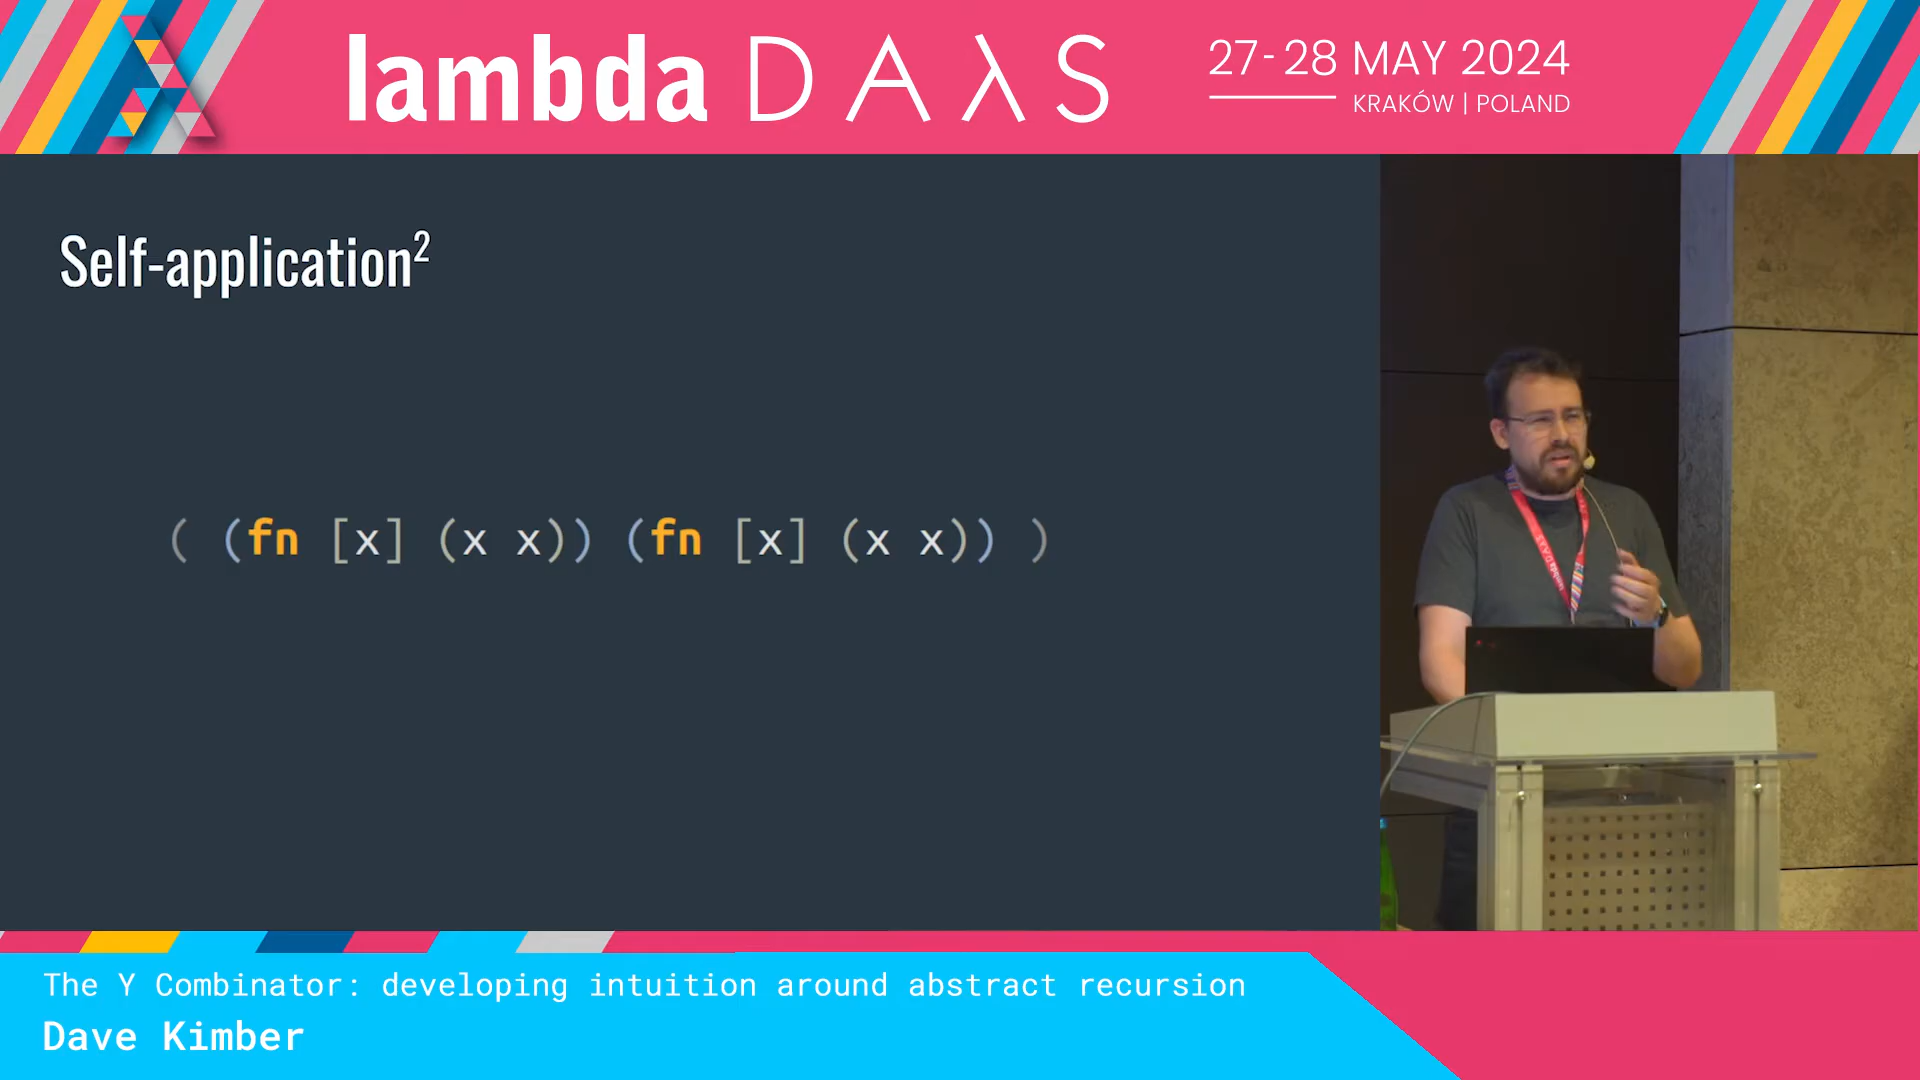 lambda DAλS
27-28 MAY 2024
KRAKÓW | POLAND
Self-application²
( (fn [x] (x x)) (fn [x] (x x)) )
The Y Combinator: developing intuition around abstract recursion
Dave Kimber